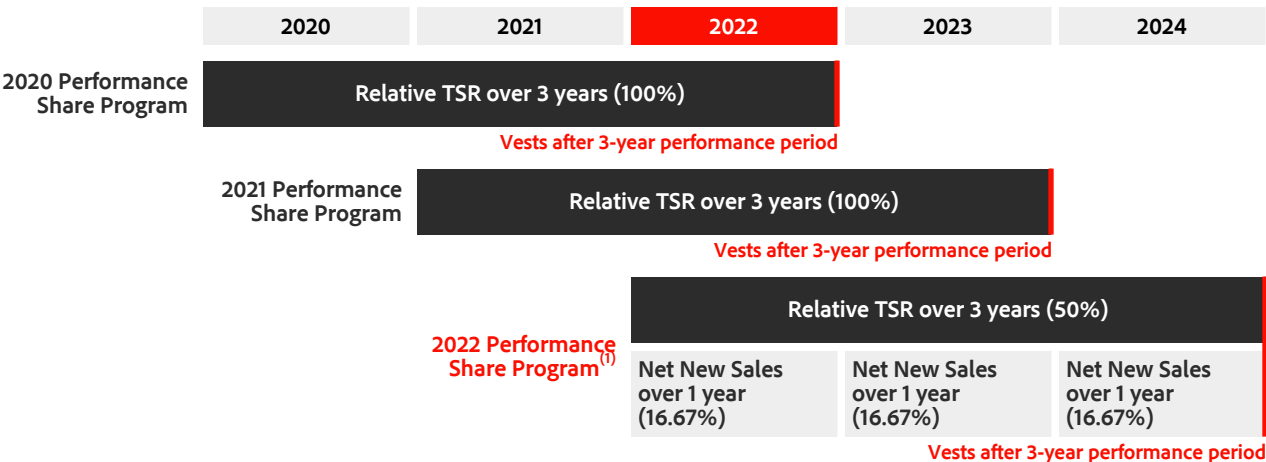 2020 2021 2022 2023 2024
2020 Performance
Share Program
Relative TSR over 3 years (100%)
Vests after 3-year performance period
2021 Performance
Share Program
Relative TSR over 3 years (100%)
Vests after 3-year performance period
2022 Performance
Share Program(1)
Relative TSR over 3 years (50%)
Net New Sales
over 1 year
(16.67%)
Net New Sales
over 1 year
(16.67%)
Net New Sales
over 1 year
(16.67%)
Vests after 3-year performance period